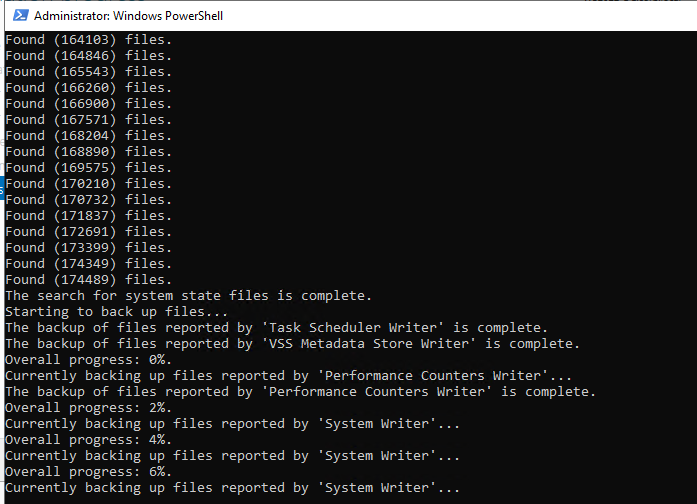 Administrator: Windows PowerShell
Found (164103) files.
Found (164846) files.
Found (165543) files.
Found (166260) files.
Found (166900) files.
Found (167571) files.
Found (168204) files.
Found (168890) files.
Found (169575) files.
Found (170210) files.
Found (170732) files.
Found (171837) files.
Found (172691) files.
Found (173399) files.
Found (174349) files.
Found (174489) files.
The search for system state files is complete.
Starting to back up files...
The backup of files reported by 'Task Scheduler Writer' is complete.
The backup of files reported by 'VSS Metadata Store Writer' is complete.
Overall progress: 0%.
Currently backing up files reported by 'Performance Counters Writer'...
The backup of files reported by 'Performance Counters Writer' is complete.
Overall progress: 2%.
Currently backing up files reported by 'System Writer'...
Overall progress: 4%.
Currently backing up files reported by 'System Writer'...
Overall progress: 6%.
Currently backing up files reported by 'System Writer'...